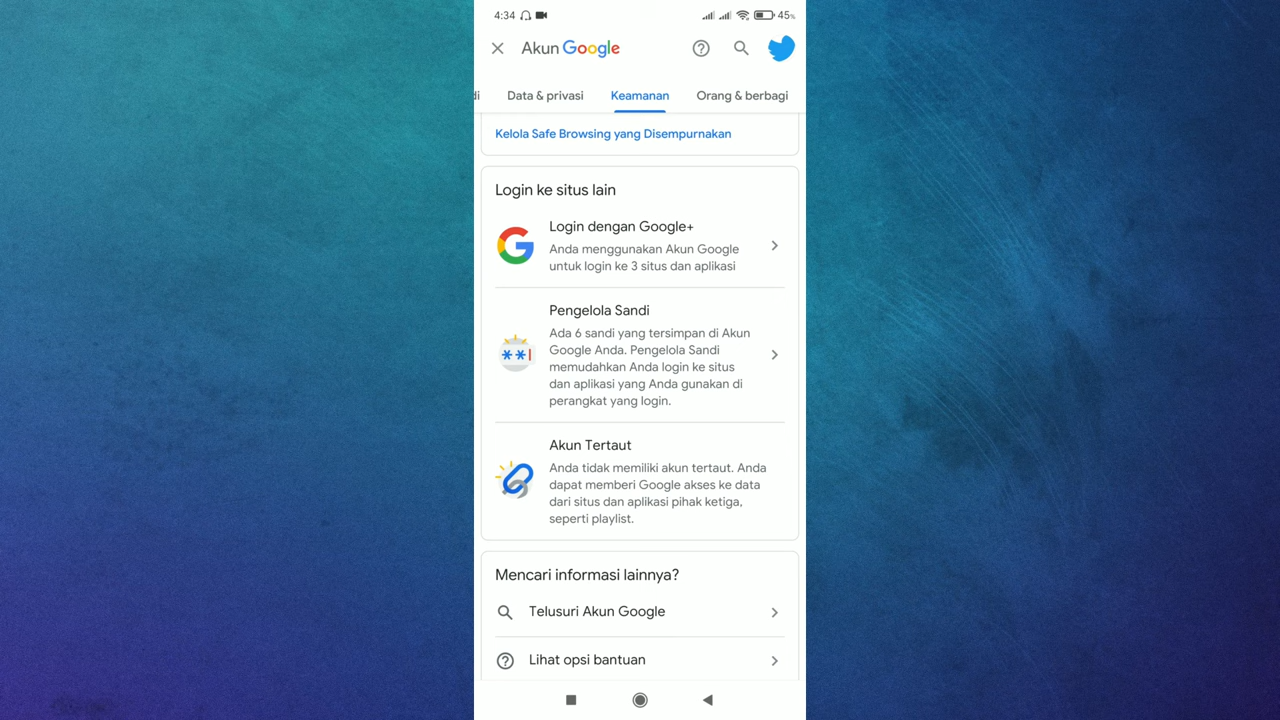 4:34
45%
Akun Google
di
Data & privasi
Keamanan
Orang & berbagi
Kelola Safe Browsing yang Disempurnakan
Login ke situs lain
Login dengan Google+
Anda menggunakan Akun Google
untuk login ke 3 situs dan aplikasi
Pengelola Sandi
Ada 6 sandi yang tersimpan di Akun
Google Anda. Pengelola Sandi
memudahkan Anda login ke situs
dan aplikasi yang Anda gunakan di
perangkat yang login.
Akun Tertaut
Anda tidak memiliki akun tertaut. Anda
dapat memberi Google akses ke data
dari situs dan aplikasi pihak ketiga,
seperti playlist.
Mencari informasi lainnya?
Telusuri Akun Google
Lihat opsi bantuan